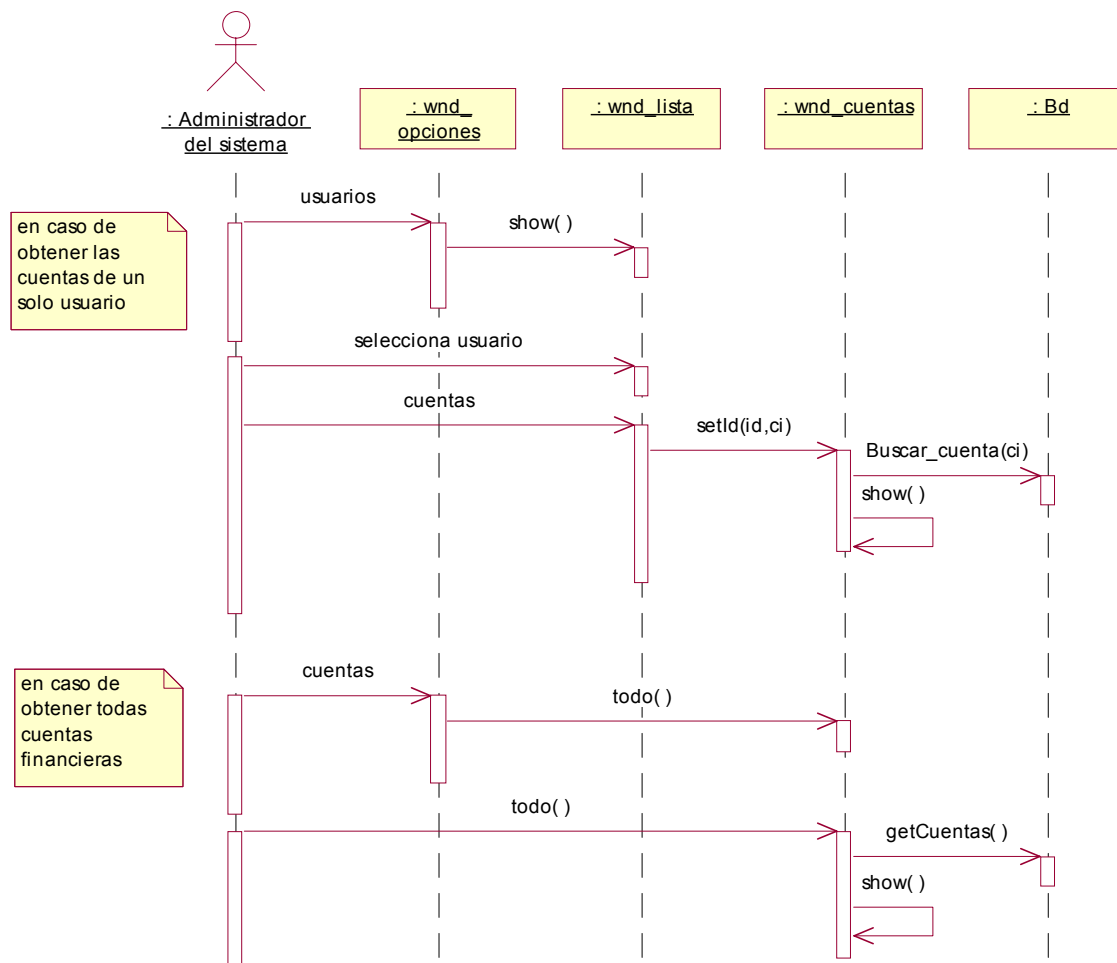 : Administrador
del sistema
: wnd_
opciones
: wnd_lista
: wnd_cuentas
: Bd
usuarios
en caso de
obtener las
cuentas de un
solo usuario
show( )
selecciona usuario
cuentas
setId(id,ci)
Buscar_cuenta(ci)
show( )
en caso de
obtener todas
cuentas
financieras
cuentas
todo( )
todo( )
getCuentas( )
show( )